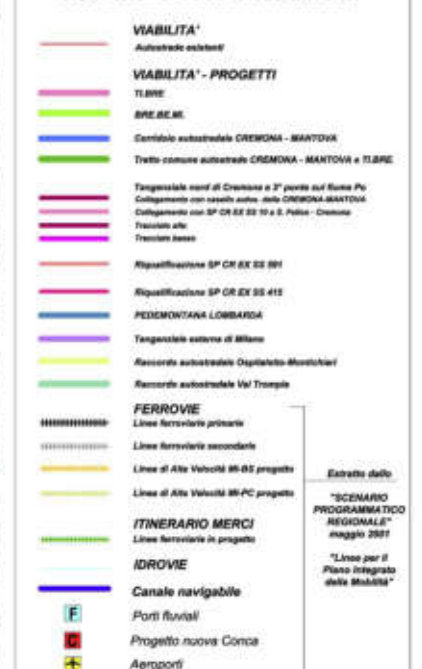 VIABILITA'
Autostrade esistenti
VIABILITA' - PROGETTI
TI.BRE
BRE.BE.MI.
Corridoio autostradale CREMONA - MANTOVA
Tratto comune autostrade CREMONA - MANTOVA e TI.BRE
Tangenziale nord di Cremona e 3° ponte sul fiume Po
Collegamento con casello autos. della CREMONA-MANTOVA
Collegamento con SP CR EX SS 10 a S. Felice - Cremona
Tracciato alto
Tracciato basso
Riqualificazione SP CR EX SS 591
Riqualificazione SP CR EX SS 415
PEDEMONTANA LOMBARDA
Tangenziale esterna di Milano
Raccordo autostradale Ospitaletto-Montichiari
Raccordo autostradale Val Trompia
FERROVIE
Linee ferroviarie primarie
Linee ferroviarie secondarie
Linea di Alta Velocità MI-BS progetto
Linea di Alta Velocità MI-PC progetto
ITINERARIO MERCI
Linee ferroviarie in progetto
IDROVIE
Canale navigabile
F Porti fluviali
C Progetto nuova Conca
Aeroporti
Estratto dallo
"SCENARIO
PROGRAMMATICO
REGIONALE"
maggio 2001
"Linee per il
Piano integrato
della Mobilità"